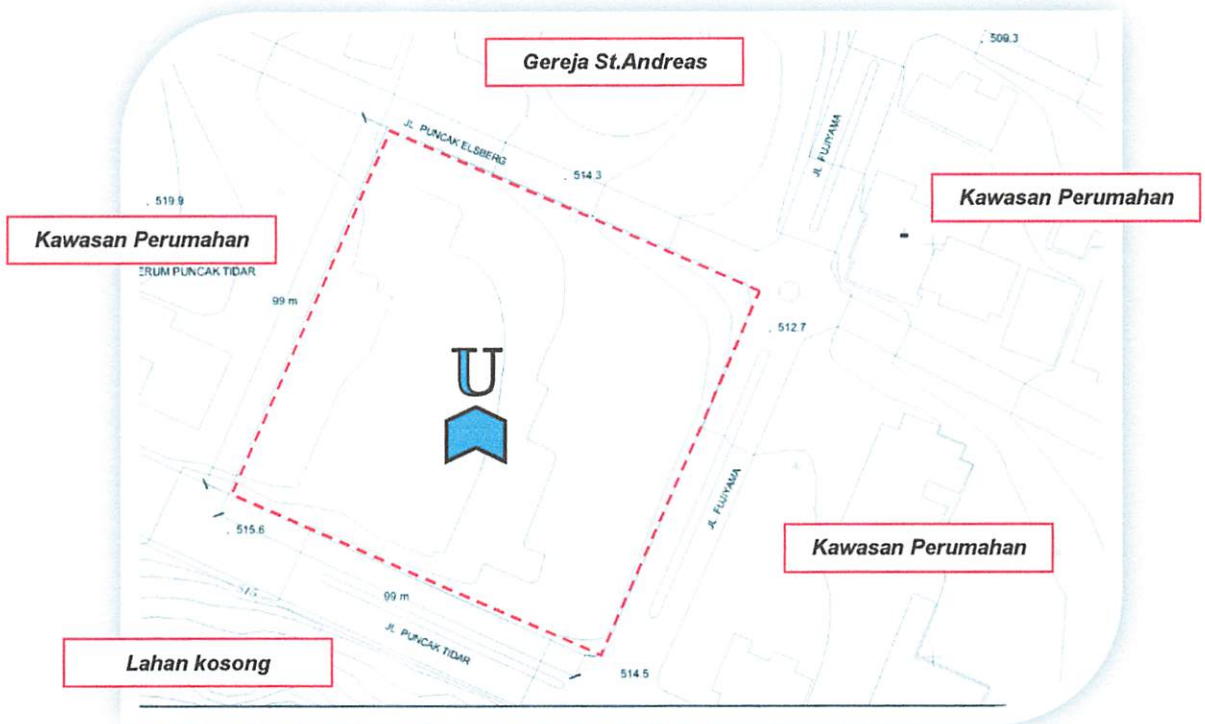 Gereja St.Andreas
509.3
JL PUNCAK ELSBERG
JL FUJIYAMA
514.3
Kawasan Perumahan
519.9
Kawasan Perumahan
ERUM PUNCAK TIDAR
99 m
512.7
U
JL FUJIYAMA
515.6
Kawasan Perumahan
515
99 m
JL PUNCAK TIDAR
Lahan kosong
514.5